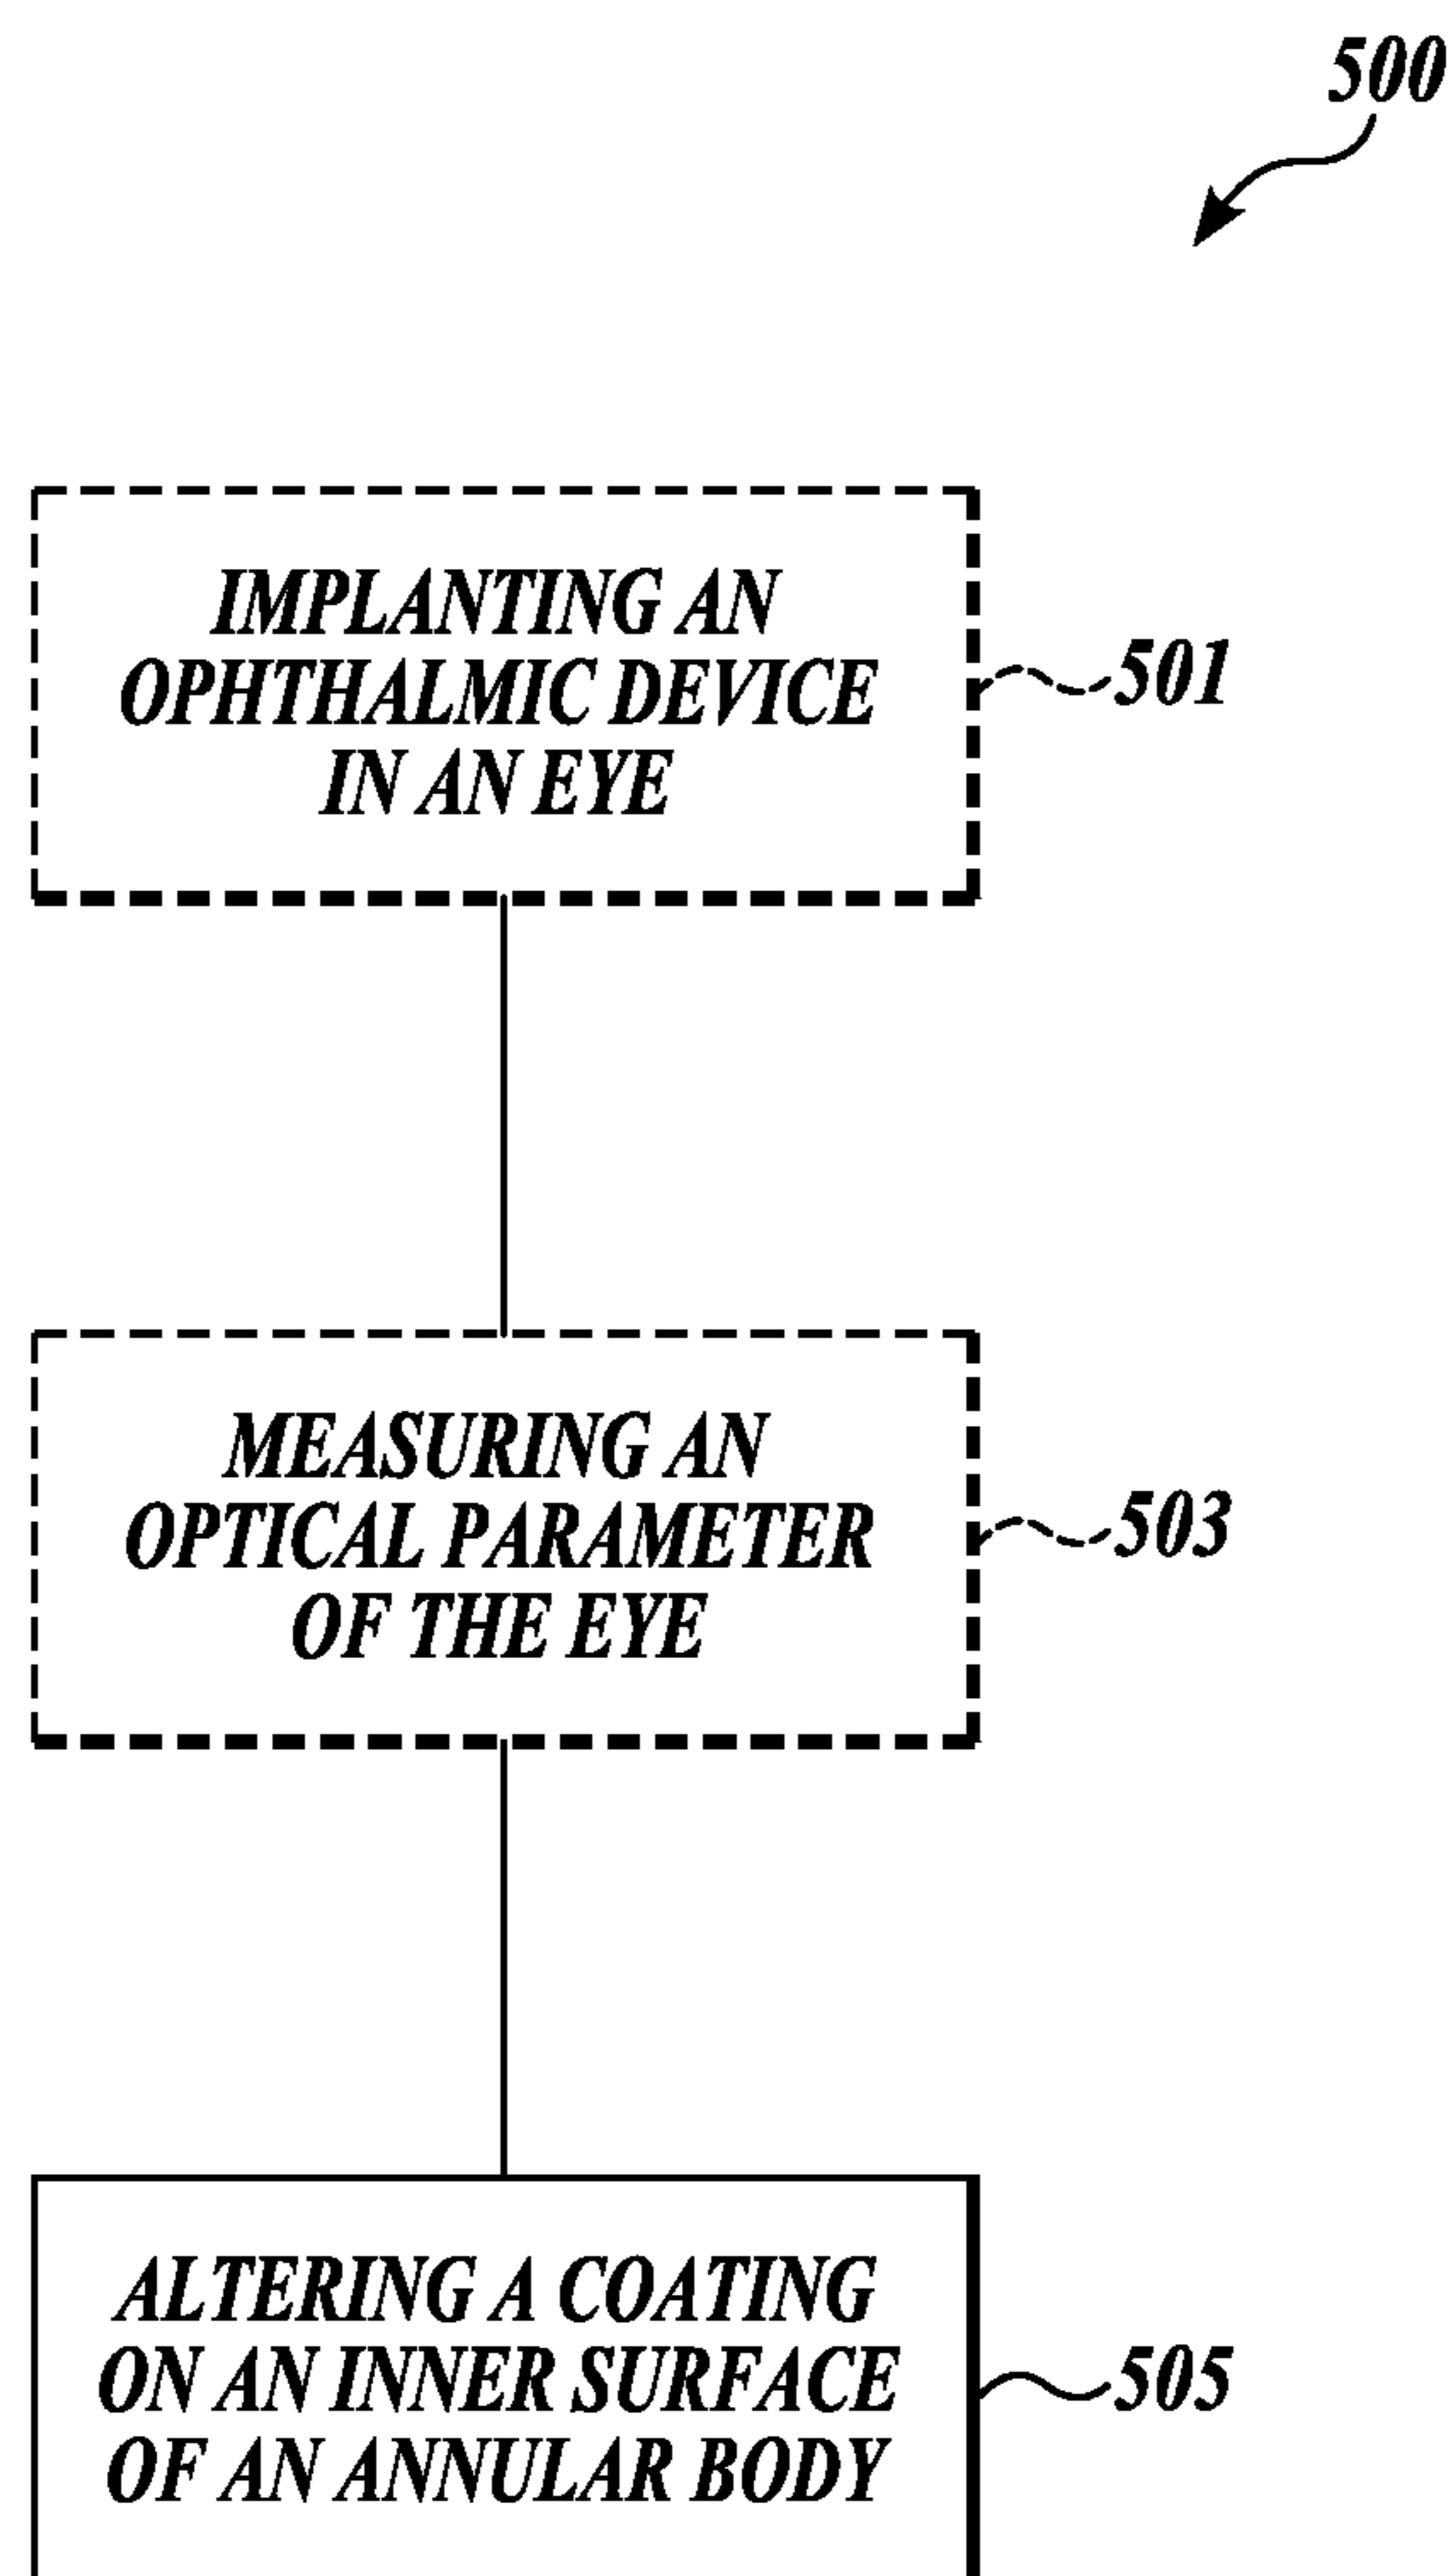 500
IMPLANTING AN
OPHTHALMIC DEVICE
IN AN EYE
501
MEASURING AN
OPTICAL PARAMETER
OF THE EYE
503
ALTERING A COATING
ON AN INNER SURFACE
OF AN ANNULAR BODY
505